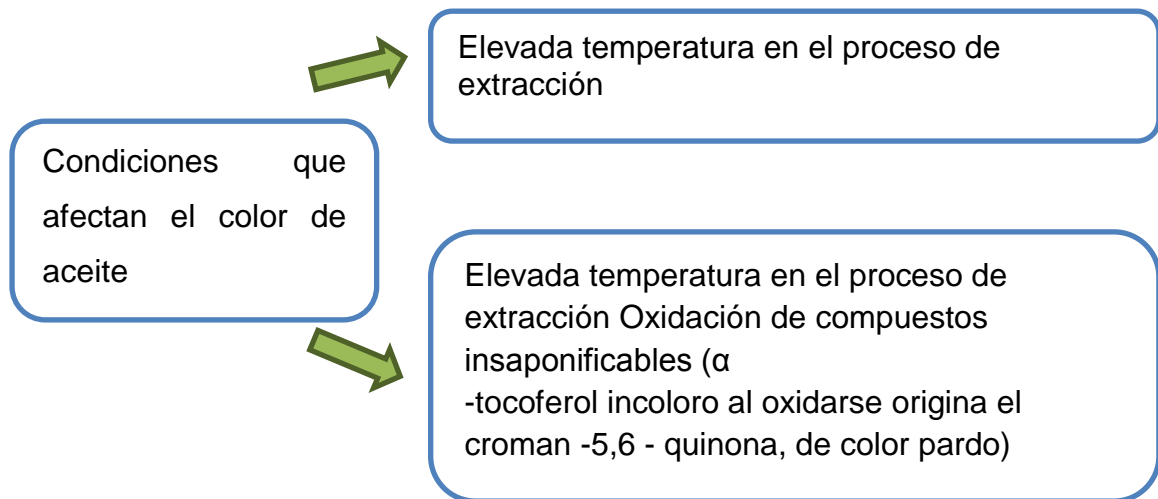 Elevada temperatura en el proceso de
extracción
Condiciones que
afectan el color de
aceite
Elevada temperatura en el proceso de
extracción Oxidación de compuestos
insaponificables (α
-tocoferol incoloro al oxidarse origina el
croman -5,6 - quinona, de color pardo)